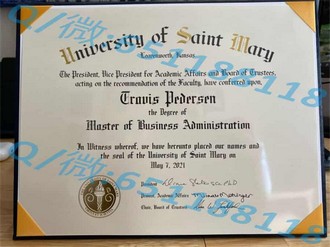 University of Saint Mary
Leavenworth, Kansas
The President, Vice President for Academic Affairs and Board of Trustees,
acting on the recommendation of the Faculty, have conferred upon,
Travis Pedersen
the Degree of
Master of Business Administration
In Witness whereof, we have hereunto placed our names and
the seal of the University of Saint Mary on
May 7, 2021
President
Provost, Academic Affairs
Chair, Board of Trustees